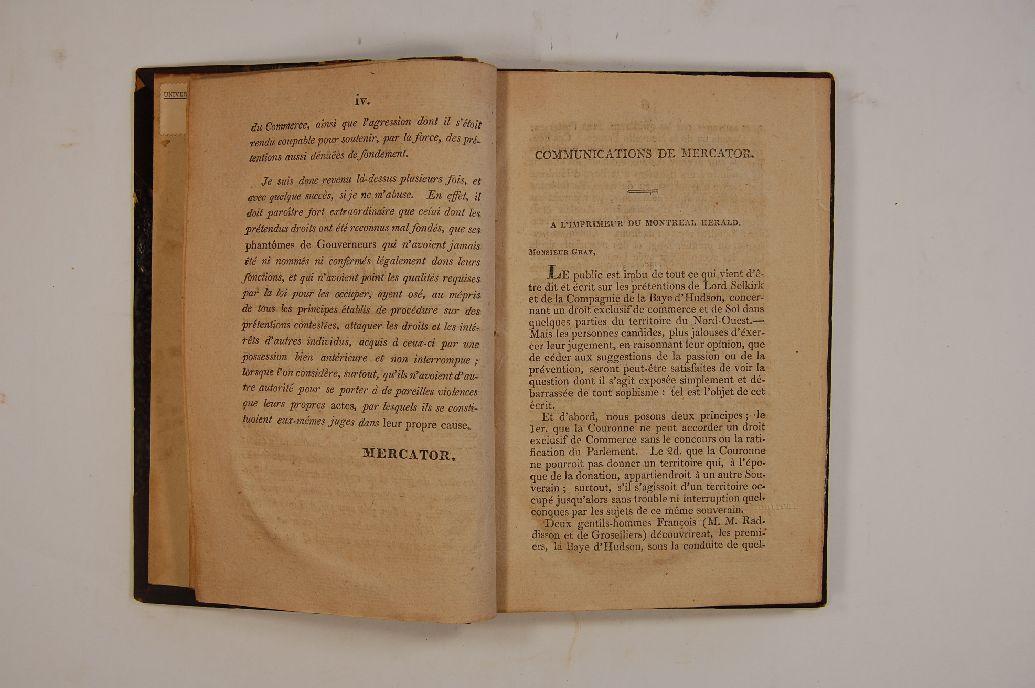 UNIVER
iv.
du Commerce, ainsi que l'agression dont il s'étoit
rendu coupable pour soutenir, par la force, des pré-
tentions aussi dénuées de fondement.
Je suis donc revenu là-dessus plusieurs fois, et
avec quelque succès, si je ne m'abuse. En effet, il
doit paroître fort extraordinaire que celui dont les
prétendus droits ont été reconnus mal fondés, que ses
phantômes de Gouverneurs qui n'avoient jamais
été ni nommés ni confirmés légalement dans leurs
fonctions, et qui n'avoient point les qualités requises
par la loi pour les occuper, ayent osé, au mépris
de tous les principes établis de procédure sur des
prétentions contestées, attaquer les droits et les inté-
rêts d'autres individus, acquis à ceux-ci par une
possession bien antérieure et non interrompue ;
lorsque l'on considère, surtout, qu'ils n'avoient d'au-
tre autorité pour se porter à de pareilles violences
que leurs propres actes, par lesquels ils se consti-
tuoient eux-mêmes juges dans leur propre cause.
MERCATOR.
COMMUNICATIONS DE MERCATOR.
A L'IMPRIMEUR DU MONTREAL HERALD.
MONSIEUR GRAY,
LE public est imbu de tout ce qui vient d'ê-
tre dit et écrit sur les prétentions de Lord Selkirk
et de la Compagnie de la Baye d'Hudson, concer-
nant un droit exclusif de commerce et de Sol dans
quelques parties du territoire du Nord-Ouest.—
Mais les personnes candides, plus jalouses d'éxer-
cer leur jugement, en raisonnant leur opinion, que
de céder aux suggestions de la passion ou de la
prévention, seront peut-être satisfaites de voir la
question dont il s'agit exposée simplement et dé-
barrassée de tout sophisme : tel est l'objet de cet
écrit.
Et d'abord, nous posons deux principes ; le
1er. que la Couronne ne peut accorder un droit
exclusif de Commerce sans le concours ou la rati-
fication du Parlement. Le 2d. que la Couronne
ne pourroit pas donner un territoire qui, à l'épo-
que de la donation, appartiendroit à un autre Sou-
verain ; surtout, s'il s'agissoit d'un territoire oc-
cupé jusqu'alors sans trouble ni interruption quel-
conques par les sujets de ce même souverain.
Deux gentils-hommes François (M. M. Rad-
disson et de Groselliers) découvrirent, les premi-
ers, la Baye d'Hudson, sous la conduite de quel-